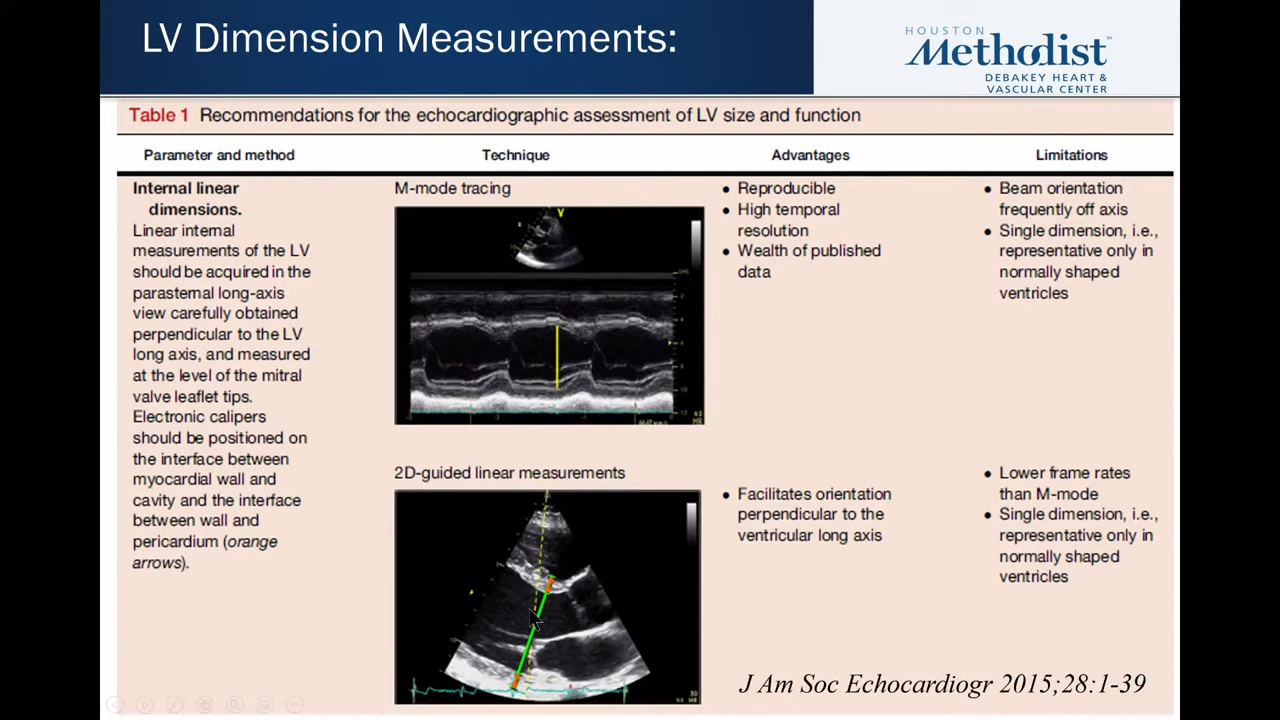 LV Dimension Measurements:
HOUSTON
Methodist
DEBAKEY HEART &
VASCULAR CENTER
Table 1 Recommendations for the echocardiographic assessment of LV size and function
Parameter and method
Technique
Advantages
Limitations
Internal linear
dimensions.
Linear internal
measurements of the LV
should be acquired in the
parasternal long-axis
view carefully obtained
perpendicular to the LV
long axis, and measured
at the level of the mitral
valve leaflet tips.
Electronic calipers
should be positioned on
the interface between
myocardial wall and
cavity and the interface
between wall and
pericardium (orange
arrows).
M-mode tracing
• Reproducible
• High temporal
resolution
• Wealth of published
data
• Beam orientation
frequently off axis
• Single dimension, i.e.,
representative only in
normally shaped
ventricles
2D-guided linear measurements
• Facilitates orientation
perpendicular to the
ventricular long axis
• Lower frame rates
than M-mode
• Single dimension, i.e.,
representative only in
normally shaped
ventricles
J Am Soc Echocardiogr 2015;28:1-39